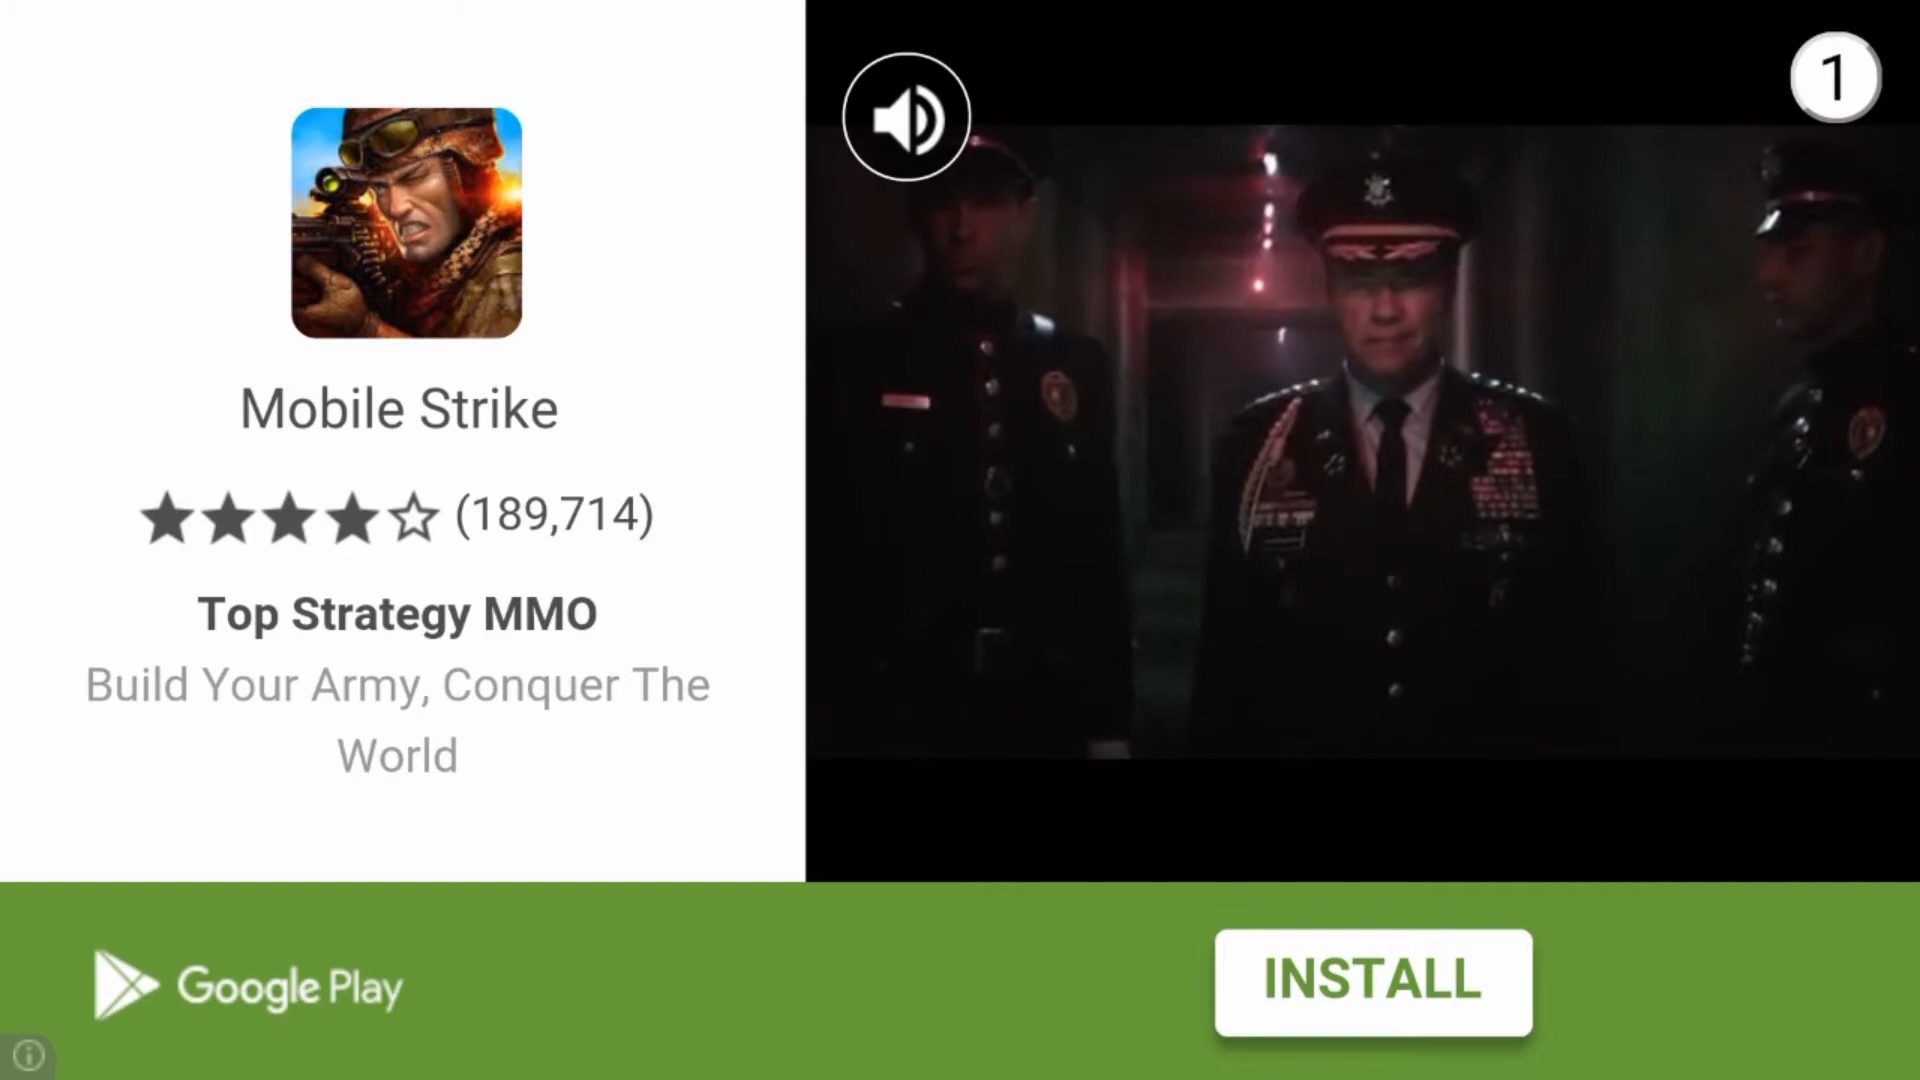 1
Mobile Strike
(189,714)
Top Strategy MMO
Build Your Army, Conquer The
World
Google Play
INSTALL